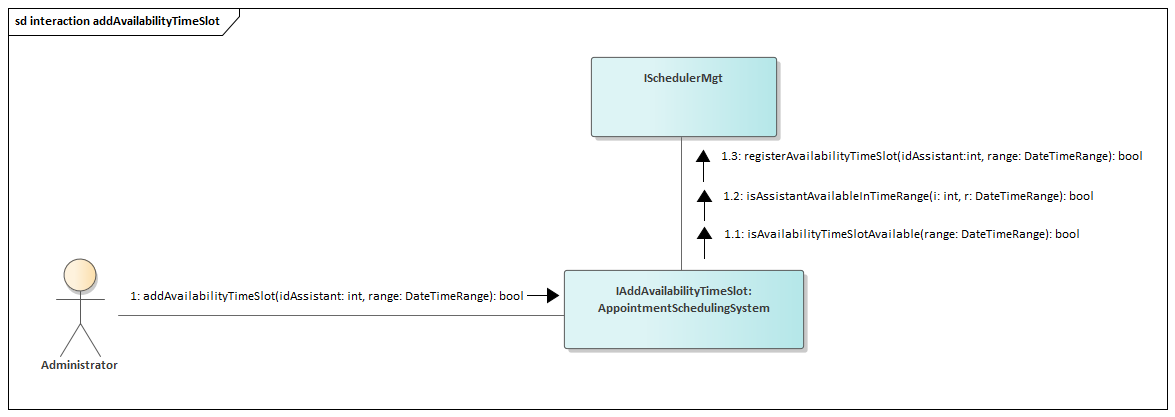 sd interaction addAvailabilityTimeSlot
ISchedulerMgt
1.3: registerAvailabilityTimeSlot(idAssistant:int, range: DateTimeRange): bool
1.2: isAssistantAvailableInTimeRange(i: int, r: DateTimeRange): bool
1.1: isAvailabilityTimeSlotAvailable(range: DateTimeRange): bool
1: addAvailabilityTimeSlot(idAssistant: int, range: DateTimeRange): bool
IAddAvailabilityTimeSlot:
AppointmentSchedulingSystem
Administrator